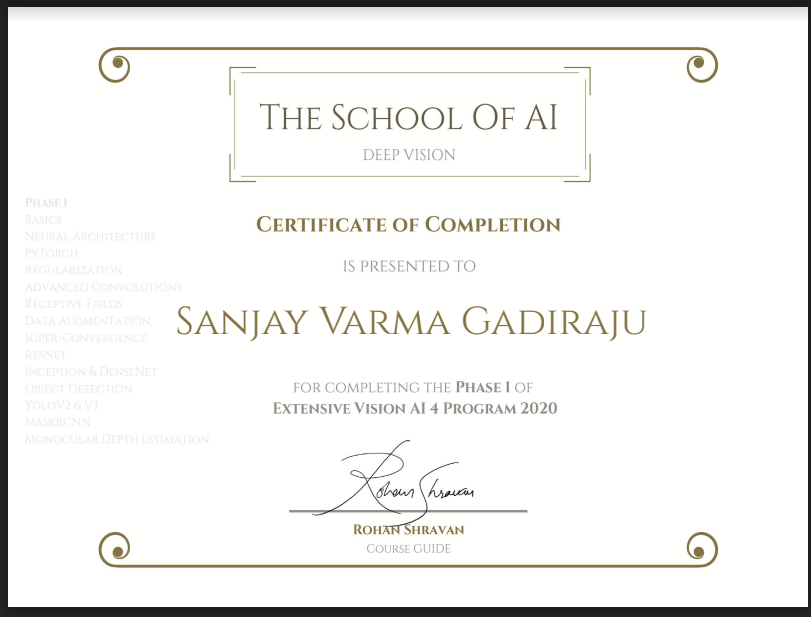 The School Of AI
Deep Vision
Phase I
Basics
Neural Architecture
PyTorch
Regularization
Advanced Convolutions
Receptive Fields
Data Augmentation
Super-Convergence
ResNet
Inception & DenseNet
Object Detection
YoloV2 & V3
MaskRCNN
Monocular Depth Estimation
Certificate of Completion
is presented to
Sanjay Varma Gadiraju
for completing the Phase I of
Extensive Vision AI 4 Program 2020
Rohan Shravan
Rohan Shravan
Course GUIDE